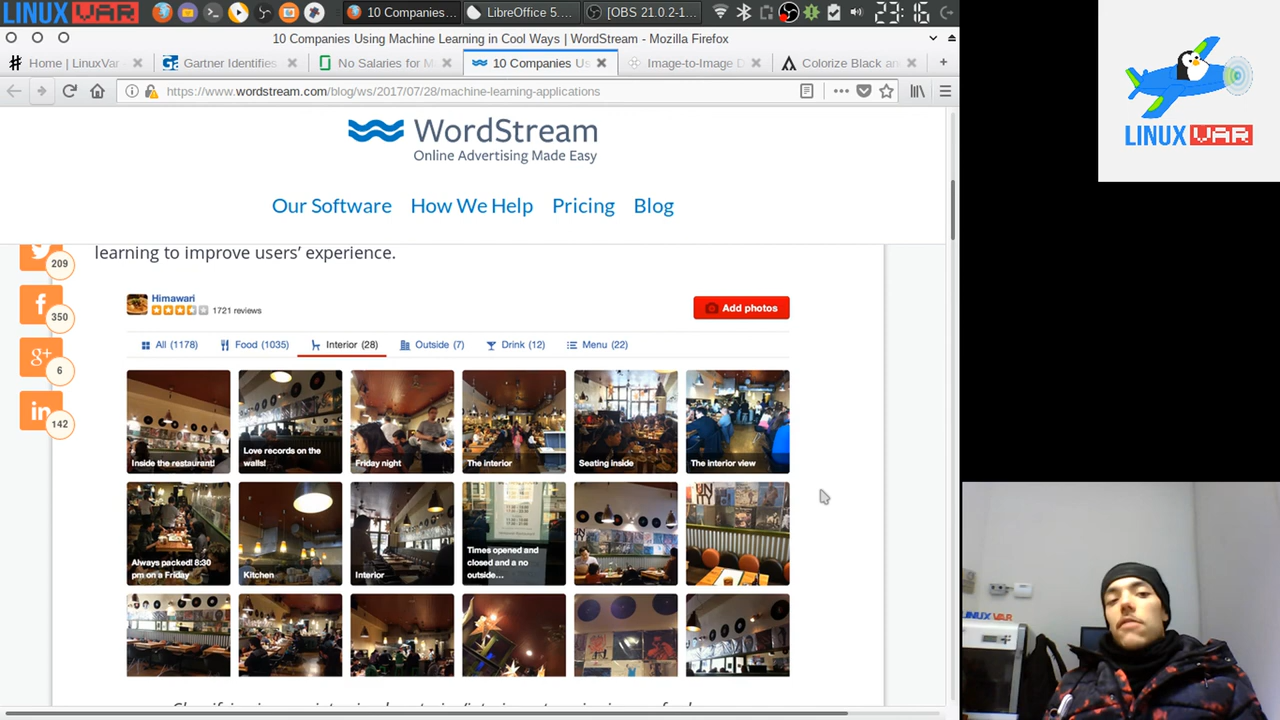 LINUX VAR
10 Companies...
LibreOffice 5....
[OBS 21.0.2-1...
23:16
10 Companies Using Machine Learning in Cool Ways | WordStream - Mozilla Firefox
Home | LinuxVar
Gartner Identifies
No Salaries for M
10 Companies Us
Image-to-Image D
Colorize Black an
https://www.wordstream.com/blog/ws/2017/07/28/machine-learning-applications
WordStream
Online Advertising Made Easy
Our Software How We Help Pricing Blog
LINUX VAR
learning to improve users’ experience.
209
350
6
142
Himawari
1721 reviews
Add photos
All (1178) Food (1035) Interior (28) Outside (7) Drink (12) Menu (22)
Inside the restaurant!
Love records on the
walls!
Friday night
The interior
Seating inside
The interior view
Always packed! 8:30
pm on a Friday
Kitchen
Interior
Times opened and
closed and a no
outside...
LINUX VAR